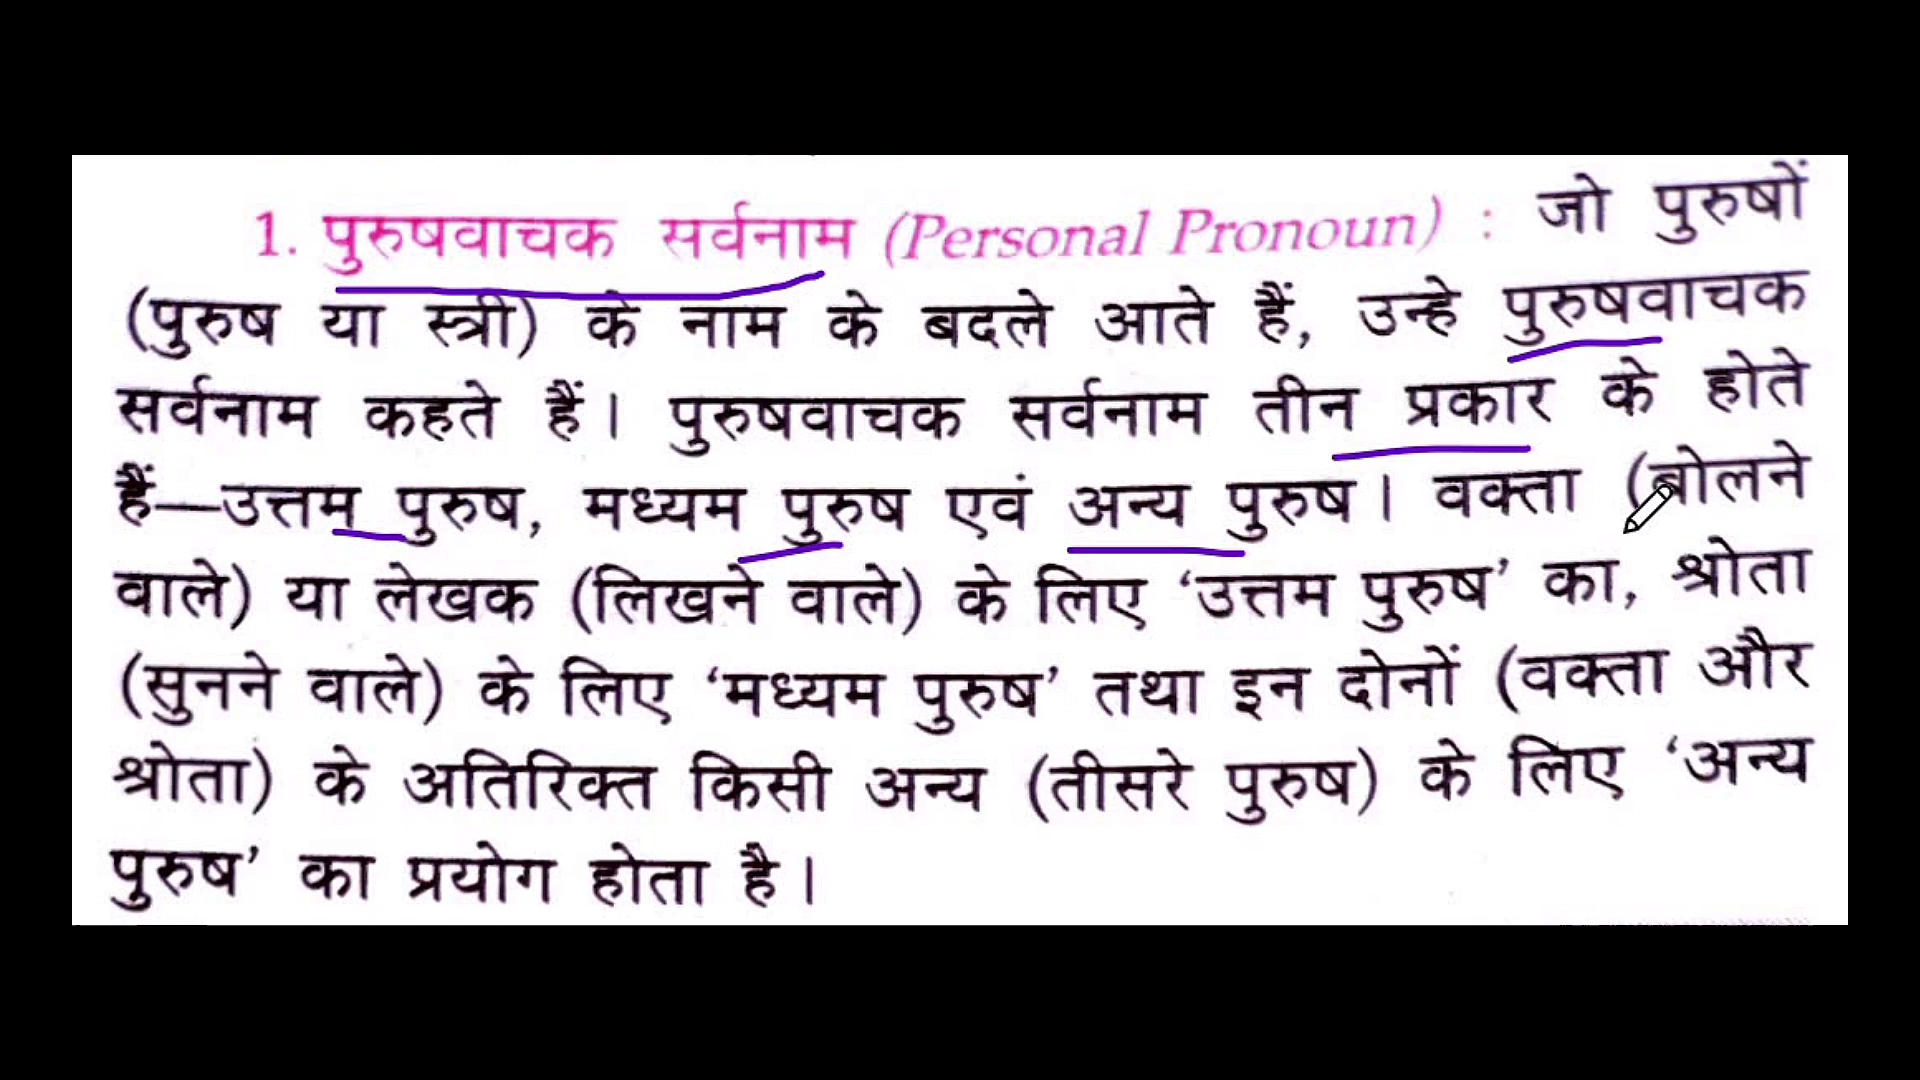 1. पुरुषवाचक सर्वनाम (Personal Pronoun) : जो पुरुषों
(पुरुष या स्त्री) के नाम के बदले आते हैं, उन्हे पुरुषवाचक
सर्वनाम कहते हैं। पुरुषवाचक सर्वनाम तीन प्रकार के होते
हैं—उत्तम पुरुष, मध्यम पुरुष एवं अन्य पुरुष। वक्ता (बोलने
वाले) या लेखक (लिखने वाले) के लिए ‘उत्तम पुरुष’ का, श्रोता
(सुनने वाले) के लिए ‘मध्यम पुरुष’ तथा इन दोनों (वक्ता और
श्रोता) के अतिरिक्त किसी अन्य (तीसरे पुरुष) के लिए ‘अन्य
पुरुष’ का प्रयोग होता है।